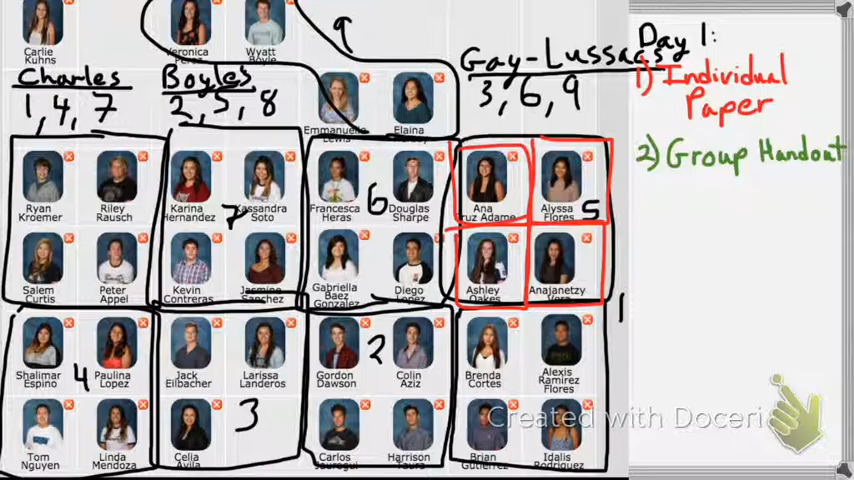 Carlie
Kuhns
Veronica
Perez
Wyatt
Boyle
9
Emmanuelle
Lewis
Elaina
Charles
1, 4, 7
Boyles
2, 5, 8
Gay-Lussacs
3, 6, 9
Ryan
Kroemer
Riley
Rausch
Karina
Hernandez
Kassandra
Soto
7
Francesca
Heras
6
Douglas
Sharpe
Ana
Cruz Adame
Alyssa
Flores
5
Salem
Curtis
Peter
Appel
Kevin
Contreras
Jasmine
Sanchez
Gabriella
Baez
Gonzalez
Diego
Lopez
Ashley
Oakes
Anajanetzy
Vera
1
Shalimar
Espino
4
Paulina
Lopez
Jack
Eilbacher
Larissa
Landeros
Gordon
Dawson
2
Colin
Aziz
Brenda
Cortes
Alexis
Ramirez
Flores
Tom
Nguyen
Linda
Mendoza
Celia
Avila
3
Carlos
Jauregui
Harrison
Brian
Gutierrez
Idalis
Rodriguez
Day 1:
1) Individual
Paper
2) Group Handout
Created with Doceri